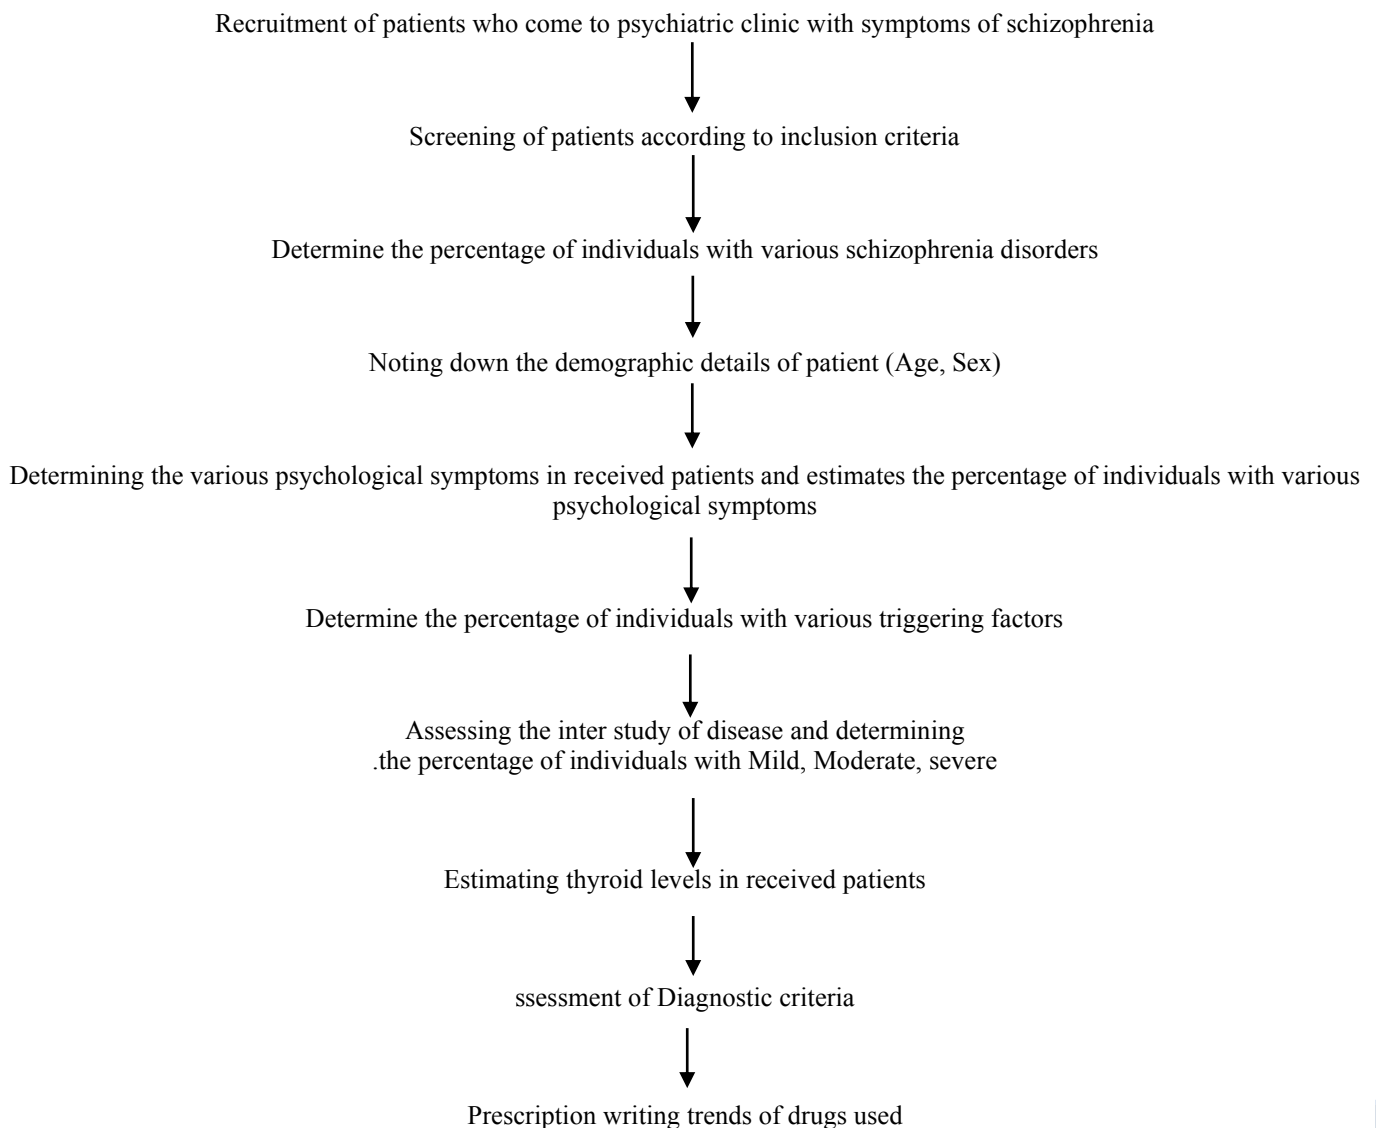 Recruitment of patients who come to psychiatric clinic with symptoms of schizophrenia
Screening of patients according to inclusion criteria
Determine the percentage of individuals with various schizophrenia disorders
Noting down the demographic details of patient (Age, Sex)
Determining the various psychological symptoms in received patients and estimates the percentage of individuals with various
psychological symptoms
Determine the percentage of individuals with various triggering factors
Assessing the inter study of disease and determining
.the percentage of individuals with Mild, Moderate, severe
Estimating thyroid levels in received patients
ssessment of Diagnostic criteria
Prescription writing trends of drugs used